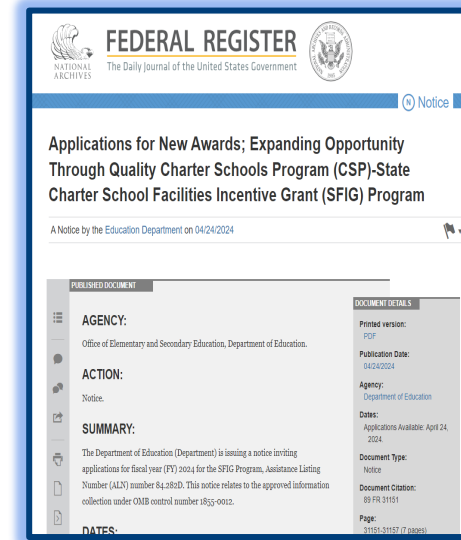 NATIONAL
ARCHIVES
FEDERAL REGISTER
The Daily Journal of the United States Government
N Notice
Applications for New Awards; Expanding Opportunity
Through Quality Charter Schools Program (CSP)-State
Charter School Facilities Incentive Grant (SFIG) Program
A Notice by the Education Department on 04/24/2024
PUBLISHED DOCUMENT
AGENCY:
Office of Elementary and Secondary Education, Department of Education.
ACTION:
Notice.
SUMMARY:
The Department of Education (Department) is issuing a notice inviting
applications for fiscal year (FY) 2024 for the SFIG Program, Assistance Listing
Number (ALN) number 84.282D. This notice relates to the approved information
collection under OMB control number 1855-0012.
DATES:
DOCUMENT DETAILS
Printed version:
PDF
Publication Date:
04/24/2024
Agency:
Department of Education
Dates:
Applications Available: April 24,
2024.
Document Type:
Notice
Document Citation:
89 FR 31151
Page:
31151-31157 (7 pages)